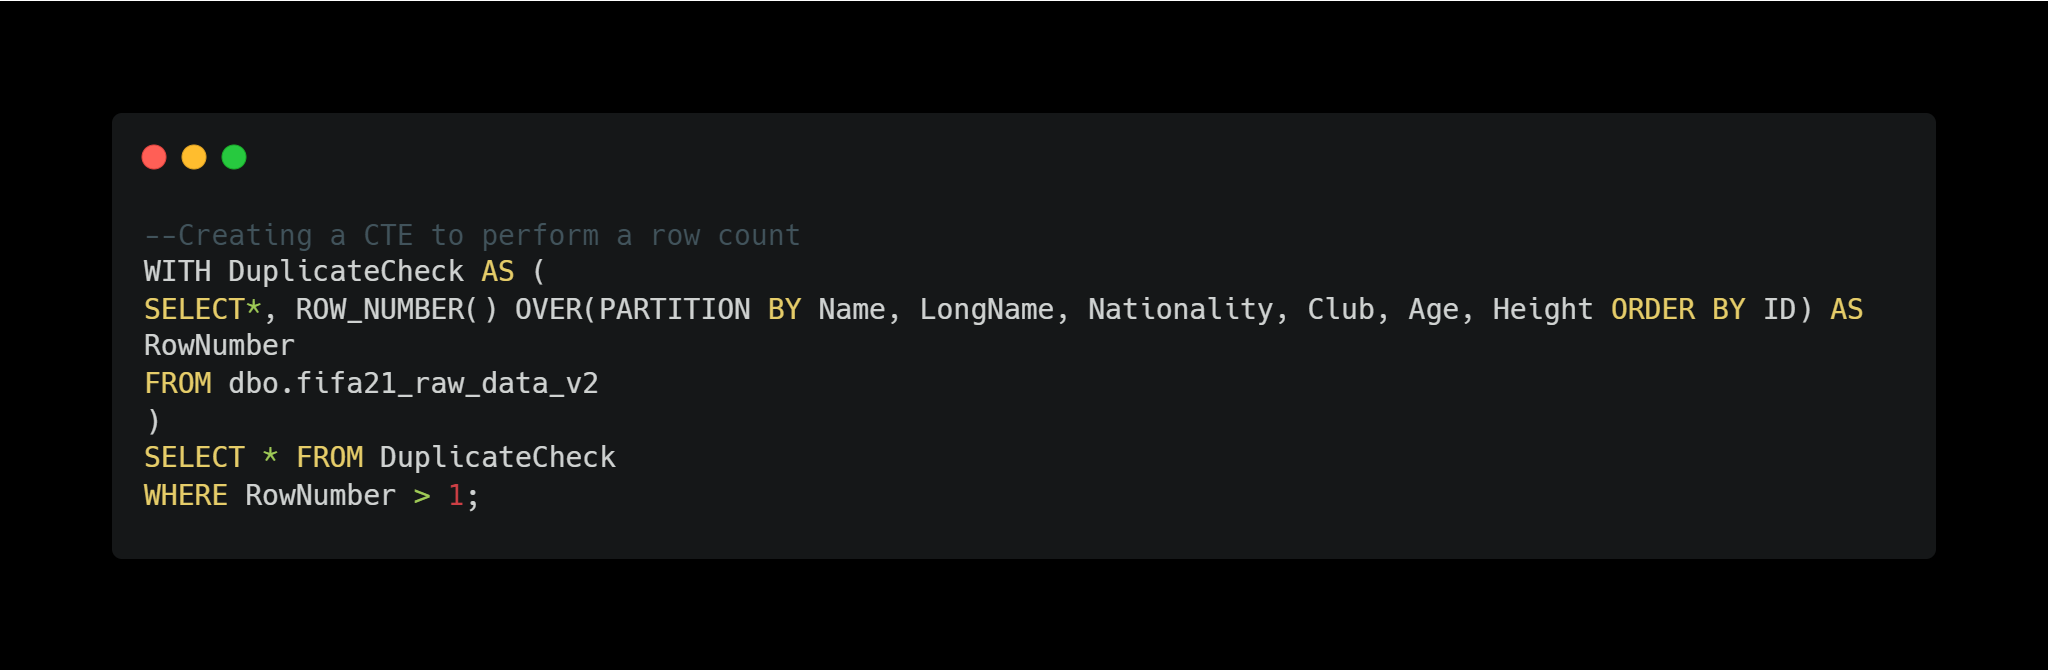 --Creating a CTE to perform a row count
WITH DuplicateCheck AS (
SELECT*, ROW_NUMBER() OVER(PARTITION BY Name, LongName, Nationality, Club, Age, Height ORDER BY ID) AS
RowNumber
FROM dbo.fifa21_raw_data_v2
)
SELECT * FROM DuplicateCheck
WHERE RowNumber > 1;